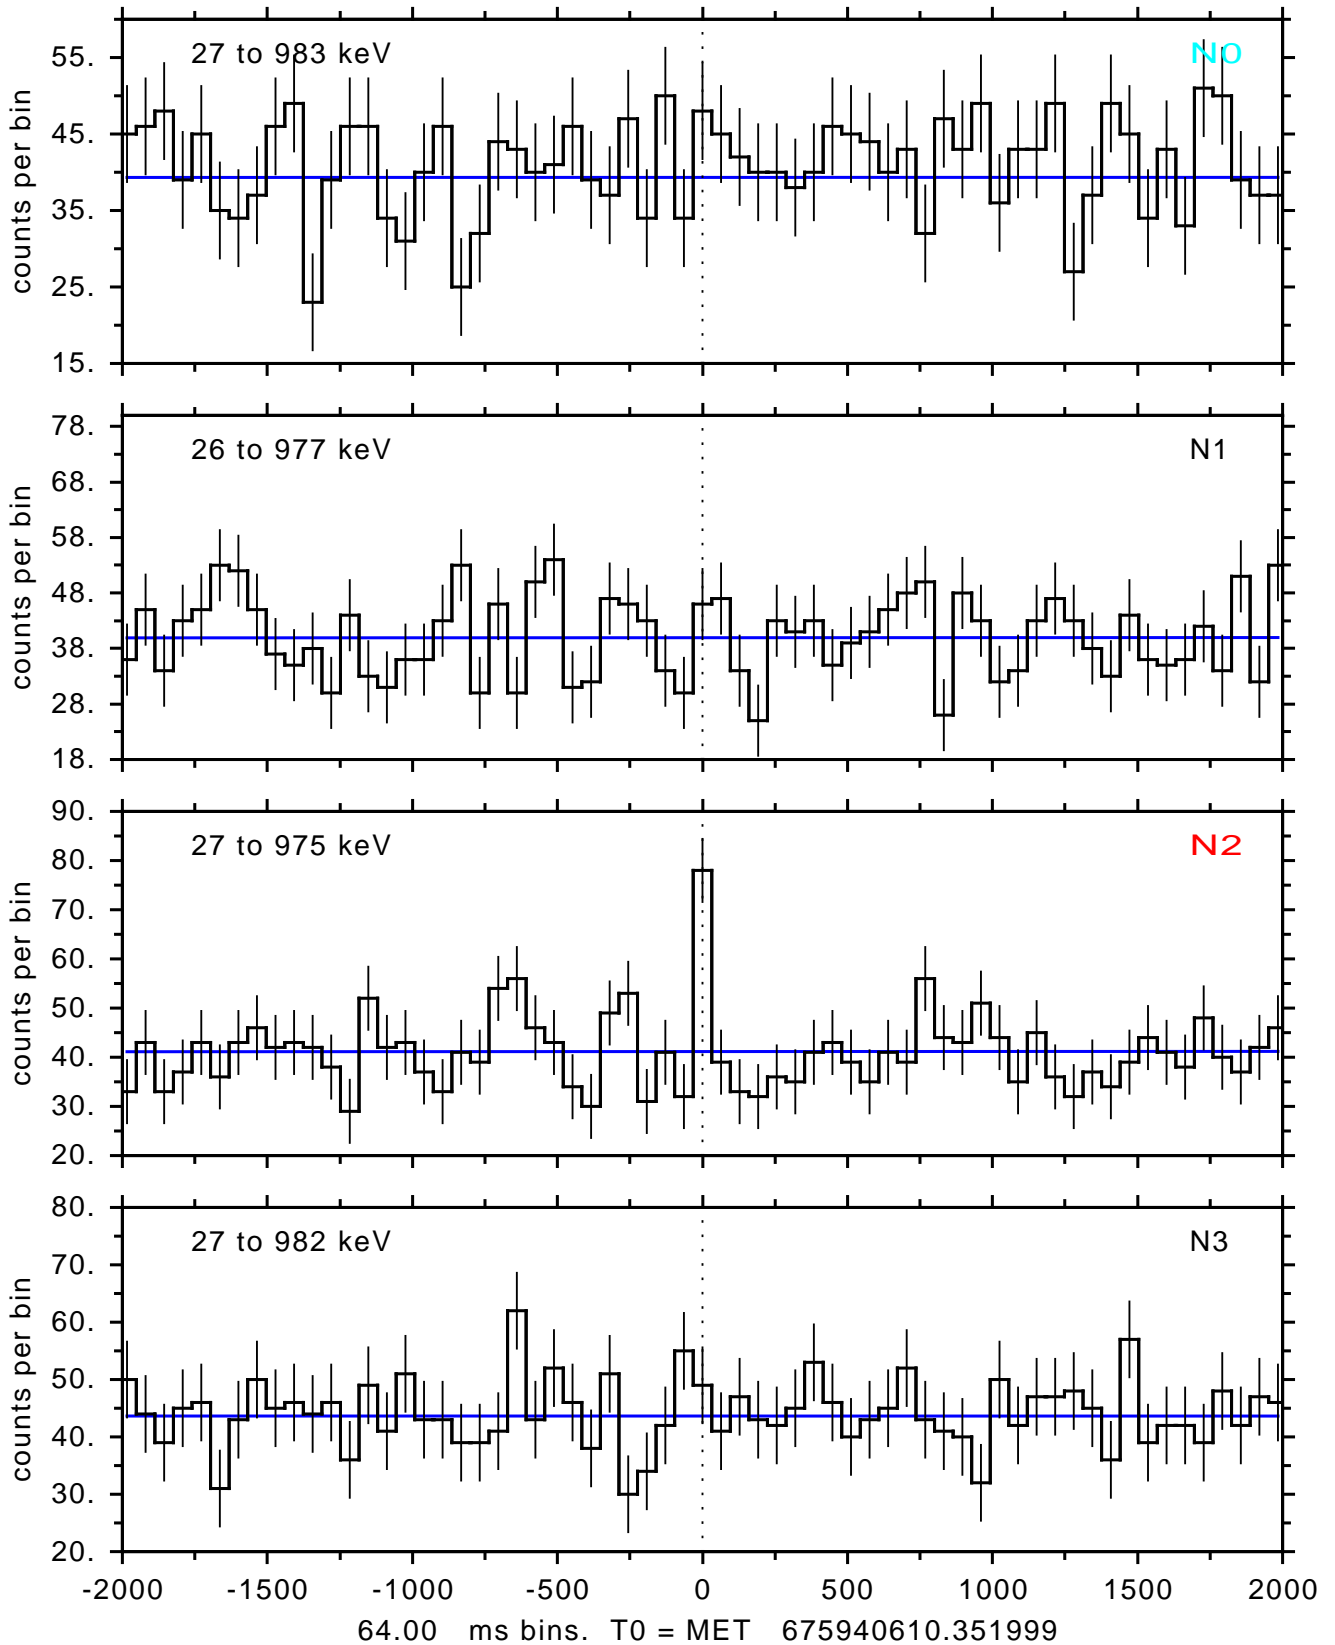 27 to 983 keV N0
55.
45.
35.
25.
15.
counts per bin
26 to 977 keV N1
78.
68.
58.
48.
38.
28.
18.
counts per bin
27 to 975 keV N2
90.
80.
70.
60.
50.
40.
30.
20.
counts per bin
27 to 982 keV N3
80.
70.
60.
50.
40.
30.
20.
counts per bin
-2000 -1500 -1000 -500 0 500 1000 1500 2000
64.00 ms bins. T0 = MET 675940610.351999